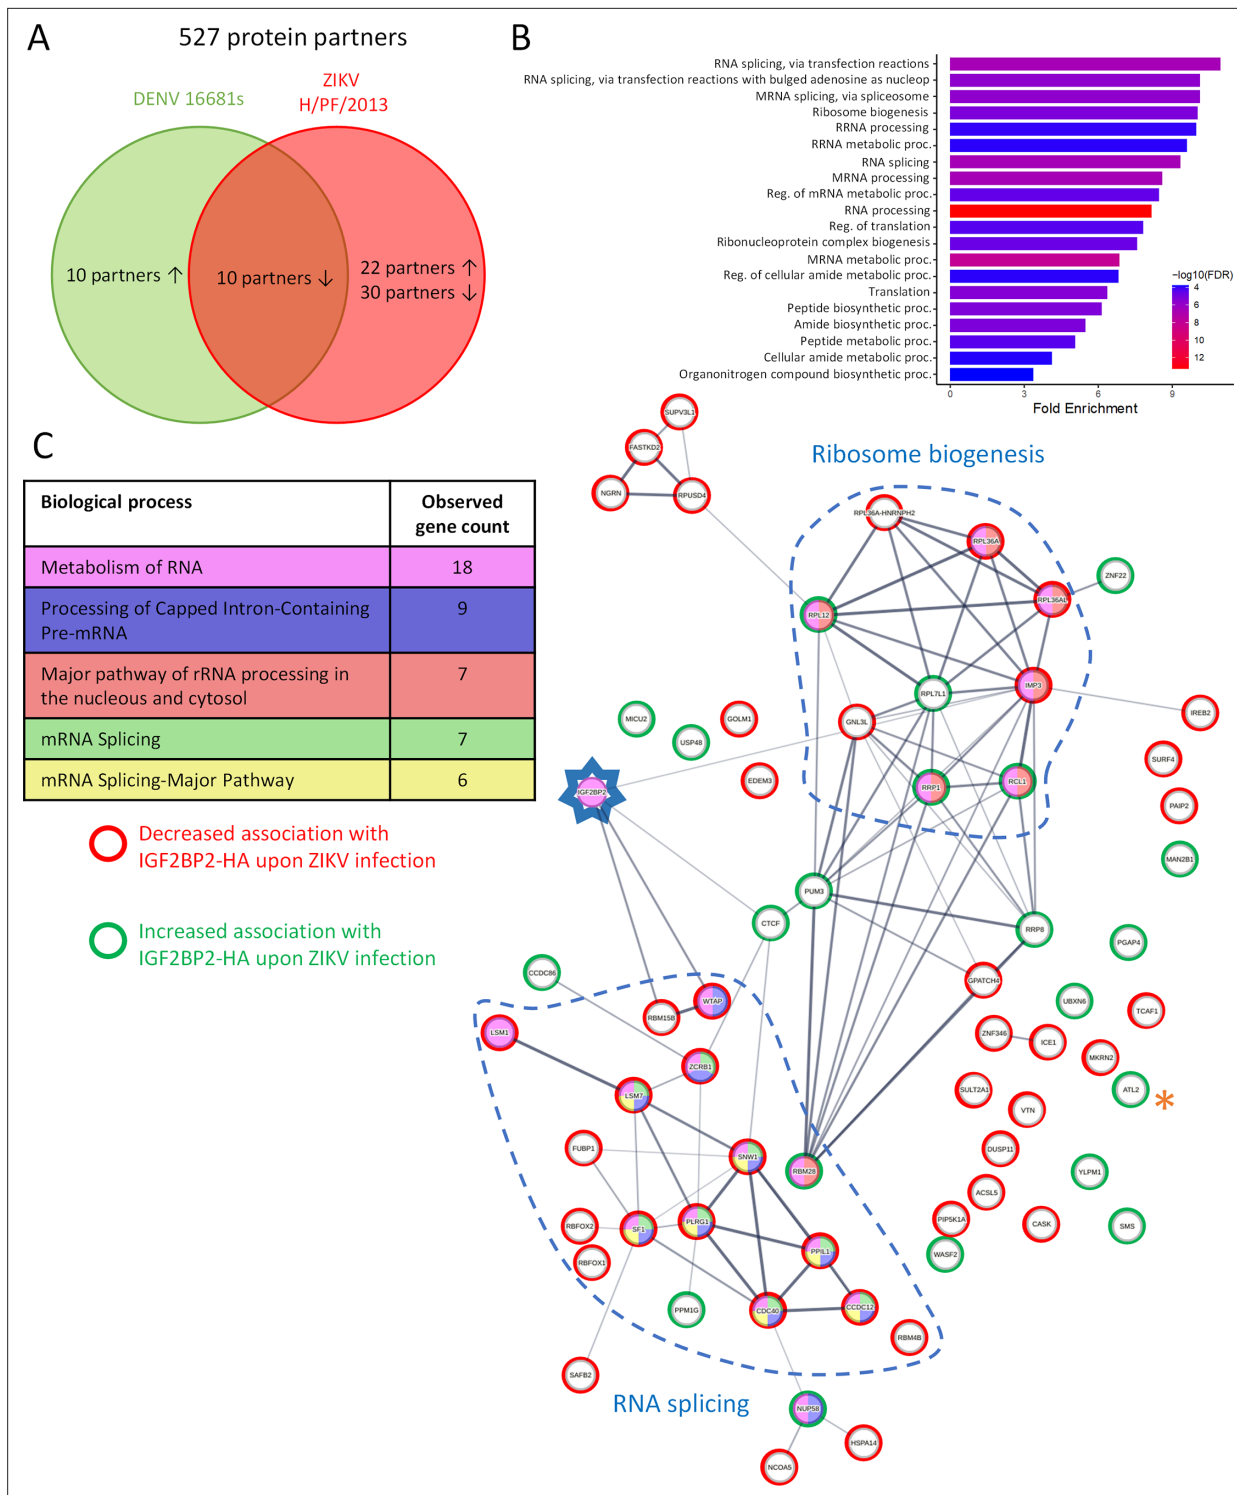 A
527 protein partners
DENV 16681s
ZIKV
H/PF/2013
10 partners ↑
10 partners ↓
22 partners ↑
30 partners ↓
B
RNA splicing, via transfection reactions
RNA splicing, via transfection reactions with bulged adenosine as nucleop
MRNA splicing, via spliceosome
Ribosome biogenesis
RRNA processing
RRNA metabolic proc.
RNA splicing
MRNA processing
Reg. of mRNA metabolic proc.
RNA processing
Reg. of translation
Ribonucleoprotein complex biogenesis
MRNA metabolic proc.
Reg. of cellular amide metabolic proc.
Translation
Peptide biosynthetic proc.
Amide biosynthetic proc.
Peptide metabolic proc.
Cellular amide metabolic proc.
Organonitrogen compound biosynthetic proc.
0 3 6 9
Fold Enrichment
−log10(FDR)
4
6
8
10
12
C
Biological process
Observed
gene count
Metabolism of RNA
18
Processing of Capped Intron-Containing
Pre-mRNA
9
Major pathway of rRNA processing in
the nucleous and cytosol
7
mRNA Splicing
7
mRNA Splicing-Major Pathway
6
Decreased association with
IGF2BP2-HA upon ZIKV infection
Increased association with
IGF2BP2-HA upon ZIKV infection
Ribosome biogenesis
SUPV3L1
FASTKD2
NGRN
RPUSD4
RPL36A-HNRNPH2
RPL36A
ZNF22
RPL36AL
RPL12
IMP3
RPL7L1
GNL3L
IREB2
MICU2
USP48
GOLM1
EDEM3
SURF4
IGF2BP2
RRP1
RCL1
PAIP2
MAN2B1
PUM3
CTCF
RRP8
PGAP4
CCDC86
GPATCH4
WTAP
RBM15B
UBXN6
TCAF1
LSM1
ZNF346
ICE1
MKRN2
ZCRB1
LSM7
SULT2A1
ATL2
*
VTN
FUBP1
SNW1
DUSP11
RBM28
YLPM1
ACSL5
RBFOX2
SF1
PLRG1
PIP5K1A
CASK
SMS
PPIL1
WASF2
RBFOX1
PPM1G
CDC40
CCDC12
RBM4B
SAFB2
RNA splicing
NUP58
HSPA14
NCOA5